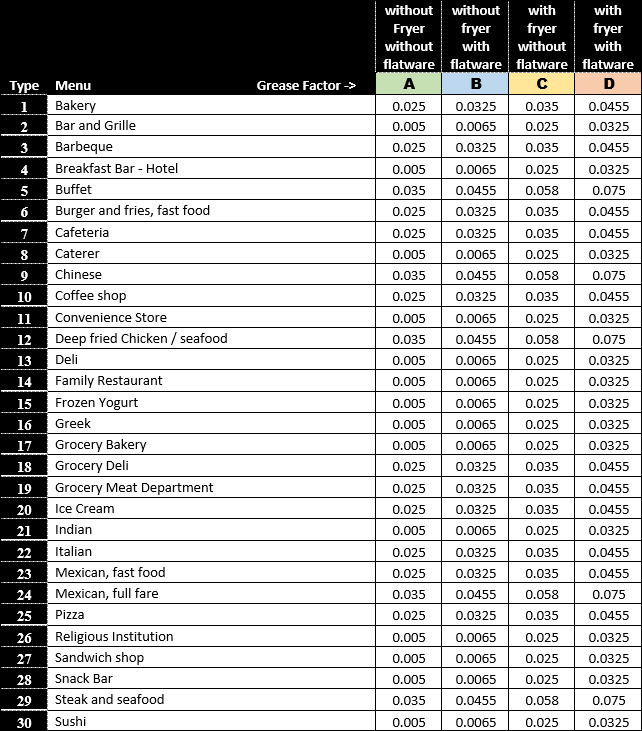 without Fryer without flatware without fryer with flatware with fryer without flatware with fryer with flatware
Type Menu Grease Factor -> A B C D
1 Bakery 0.025 0.0325 0.035 0.0455
2 Bar and Grille 0.005 0.0065 0.025 0.0325
3 Barbeque 0.025 0.0325 0.035 0.0455
4 Breakfast Bar - Hotel 0.005 0.0065 0.025 0.0325
5 Buffet 0.035 0.0455 0.058 0.075
6 Burger and fries, fast food 0.025 0.0325 0.035 0.0455
7 Cafeteria 0.025 0.0325 0.035 0.0455
8 Caterer 0.005 0.0065 0.025 0.0325
9 Chinese 0.035 0.0455 0.058 0.075
10 Coffee shop 0.025 0.0325 0.035 0.0455
11 Convenience Store 0.005 0.0065 0.025 0.0325
12 Deep fried Chicken / seafood 0.035 0.0455 0.058 0.075
13 Deli 0.005 0.0065 0.025 0.0325
14 Family Restaurant 0.005 0.0065 0.025 0.0325
15 Frozen Yogurt 0.005 0.0065 0.025 0.0325
16 Greek 0.005 0.0065 0.025 0.0325
17 Grocery Bakery 0.005 0.0065 0.025 0.0325
18 Grocery Deli 0.025 0.0325 0.035 0.0455
19 Grocery Meat Department 0.025 0.0325 0.035 0.0455
20 Ice Cream 0.025 0.0325 0.035 0.0455
21 Indian 0.005 0.0065 0.025 0.0325
22 Italian 0.025 0.0325 0.035 0.0455
23 Mexican, fast food 0.025 0.0325 0.035 0.0455
24 Mexican, full fare 0.035 0.0455 0.058 0.075
25 Pizza 0.025 0.0325 0.035 0.0455
26 Religious Institution 0.005 0.0065 0.025 0.0325
27 Sandwich shop 0.005 0.0065 0.025 0.0325
28 Snack Bar 0.005 0.0065 0.025 0.0325
29 Steak and seafood 0.035 0.0455 0.058 0.075
30 Sushi 0.005 0.0065 0.025 0.0325